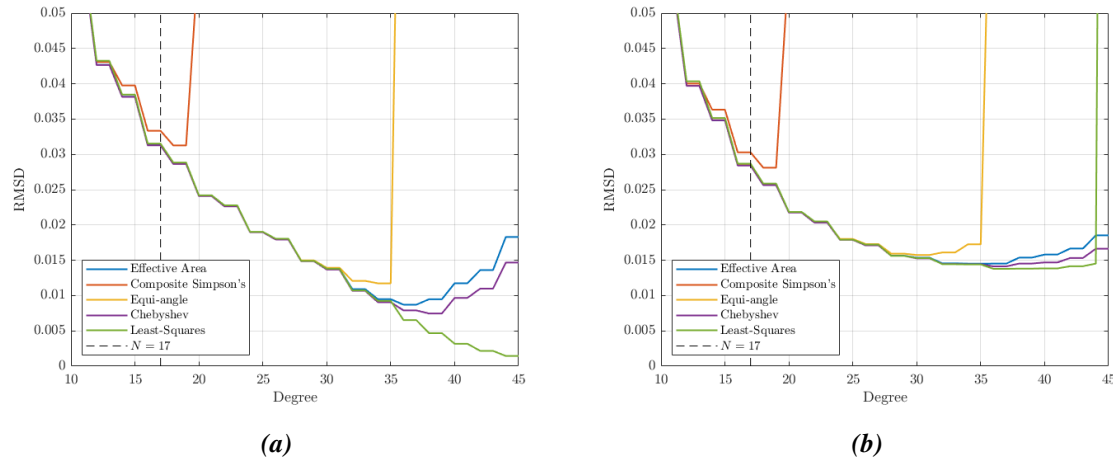 0.05
0.045
0.04
0.035
0.03
0.025
0.02
0.015
0.01
0.005
0
RMSD
Effective Area
Composite Simpson's
Equi-angle
Chebyshev
Least-Squares
N = 17
10 15 20 25 30 35 40 45
Degree
(a)
0.05
0.045
0.04
0.035
0.03
0.025
0.02
0.015
0.01
0.005
0
RMSD
Effective Area
Composite Simpson's
Equi-angle
Chebyshev
Least-Squares
N = 17
10 15 20 25 30 35 40 45
Degree
(b)